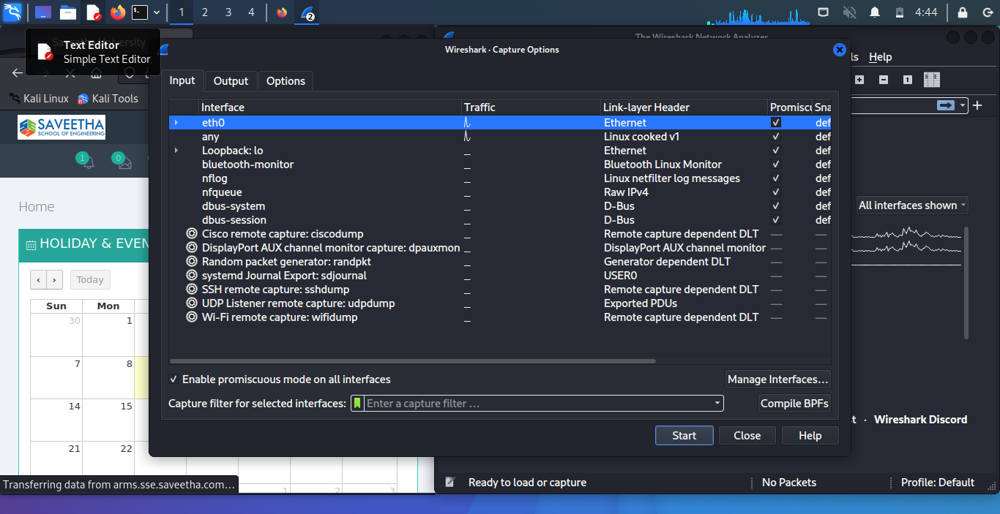 1 2 3 4 2 4:44
Saveetha University
Text Editor
Simple Text Editor
The Wireshark Network Analyzer
Wireshark · Capture Options
ls Help
Input Output Options
Kali Linux Kali Tools
SAVEETHA
SCHOOL OF ENGINEERING
1 0
Home
HOLIDAY & EVEN
Today
Sun Mon
30 1
7 8
14 15
21 22
1 2 3
Interface Traffic Link-layer Header Promiscu Sna
eth0 Ethernet def
any Linux cooked v1 def
Loopback: lo Ethernet def
bluetooth-monitor Bluetooth Linux Monitor def
nflog Linux netfilter log messages def
nfqueue Raw IPv4 def
dbus-system D-Bus def
dbus-session D-Bus def
Cisco remote capture: ciscodump Remote capture dependent DLT — —
DisplayPort AUX channel monitor capture: dpauxmon DisplayPort AUX channel monitor — —
Random packet generator: randpkt Generator dependent DLT — —
systemd Journal Export: sdjournal USER0 — —
SSH remote capture: sshdump Remote capture dependent DLT — —
UDP Listener remote capture: udpdump Exported PDUs — —
Wi-Fi remote capture: wifidump Remote capture dependent DLT — —
Enable promiscuous mode on all interfaces Manage Interfaces...
Capture filter for selected interfaces: Enter a capture filter ... Compile BPFs
Start Close Help
1
All interfaces shown
t · Wireshark Discord
Transferring data from arms.sse.saveetha.com...
Ready to load or capture No Packets Profile: Default